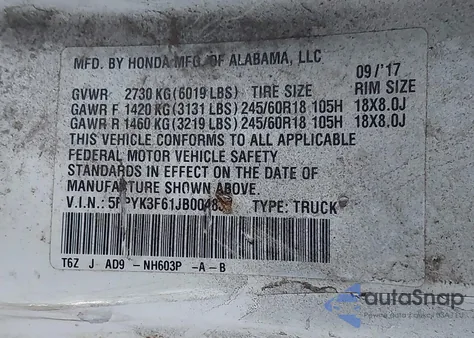 MFD. BY HONDA MFG. OF ALABAMA, LLC
09/'17
GVWR 2730 KG(6019 LBS) TIRE SIZE RIM SIZE
GAWR F 1420 KG(3131 LBS) 245/60R18 105H 18X8.0J
GAWR R 1460 KG(3219 LBS) 245/60R18 105H 18X8.0J
THIS VEHICLE CONFORMS TO ALL APPLICABLE
FEDERAL MOTOR VEHICLE SAFETY
STANDARDS IN EFFECT ON THE DATE OF
MANUFACTURE SHOWN ABOVE.
V.I.N.: TYPE: TRUCK
T6Z J AD9 -NH603P -A-B
autoSnap